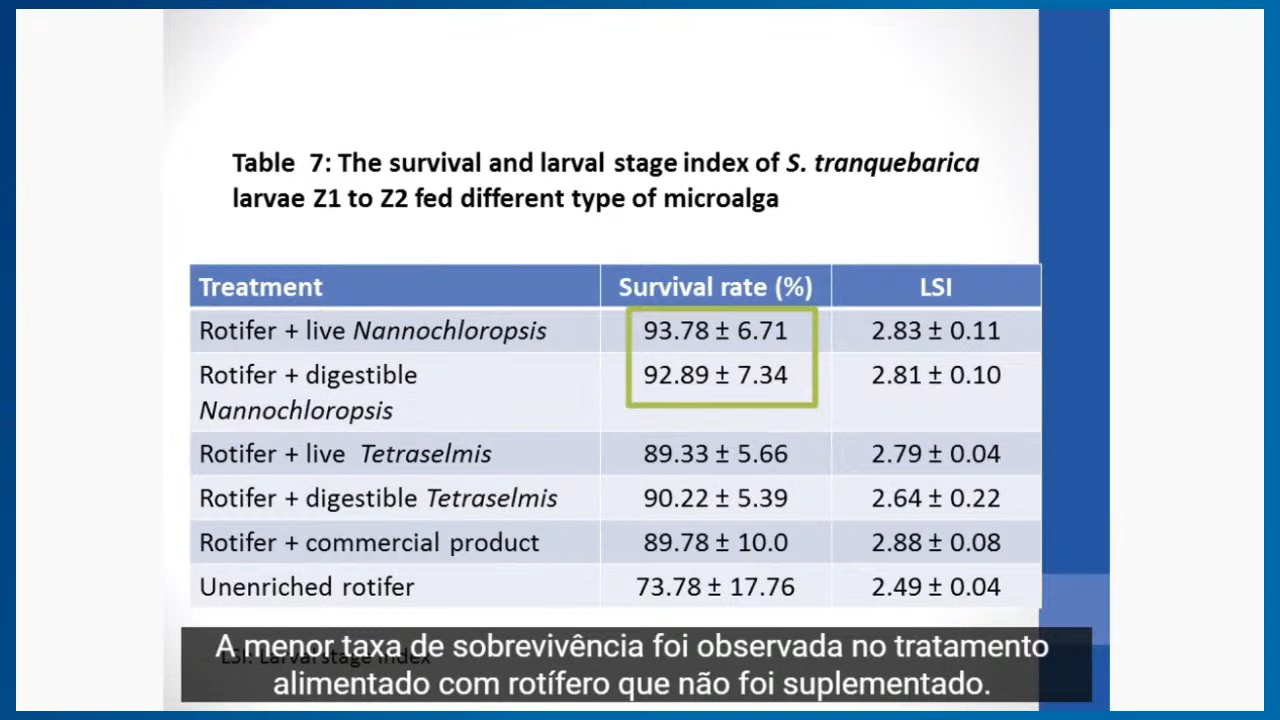 Table 7: The survival and larval stage index of S. tranquebarica
larvae Z1 to Z2 fed different type of microalga
Treatment Survival rate (%) LSI
Rotifer + live Nannochloropsis 93.78 ± 6.71 2.83 ± 0.11
Rotifer + digestible 92.89 ± 7.34 2.81 ± 0.10
Nannochloropsis
Rotifer + live Tetraselmis 89.33 ± 5.66 2.79 ± 0.04
Rotifer + digestible Tetraselmis 90.22 ± 5.39 2.64 ± 0.22
Rotifer + commercial product 89.78 ± 10.0 2.88 ± 0.08
Unenriched rotifer 73.78 ± 17.76 2.49 ± 0.04
LSI: Larval stage index
A menor taxa de sobrevivência foi observada no tratamento
alimentado com rotífero que não foi suplementado.